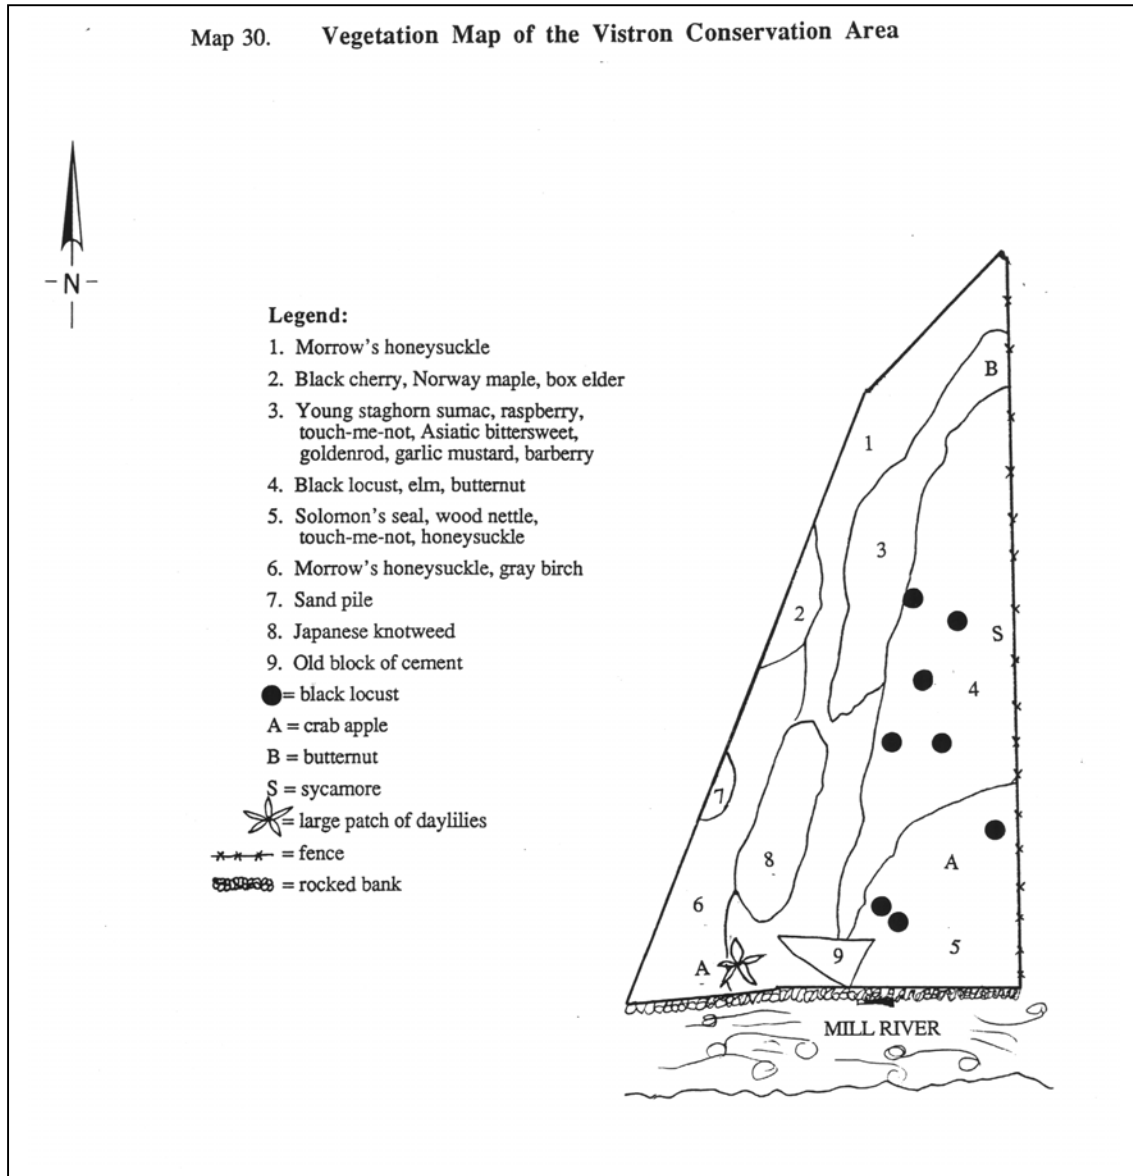 Map 30. Vegetation Map of the Vistron Conservation Area
-N-
Legend:
1. Morrow's honeysuckle
2. Black cherry, Norway maple, box elder
3. Young staghorn sumac, raspberry,
touch-me-not, Asiatic bittersweet,
goldenrod, garlic mustard, barberry
4. Black locust, elm, butternut
5. Solomon's seal, wood nettle,
touch-me-not, honeysuckle
6. Morrow's honeysuckle, gray birch
7. Sand pile
8. Japanese knotweed
9. Old block of cement
= black locust
A = crab apple
B = butternut
S = sycamore
= large patch of daylilies
= fence
= rocked bank
B
1
3
2
S
4
7
8
A
6
9
5
A
MILL RIVER